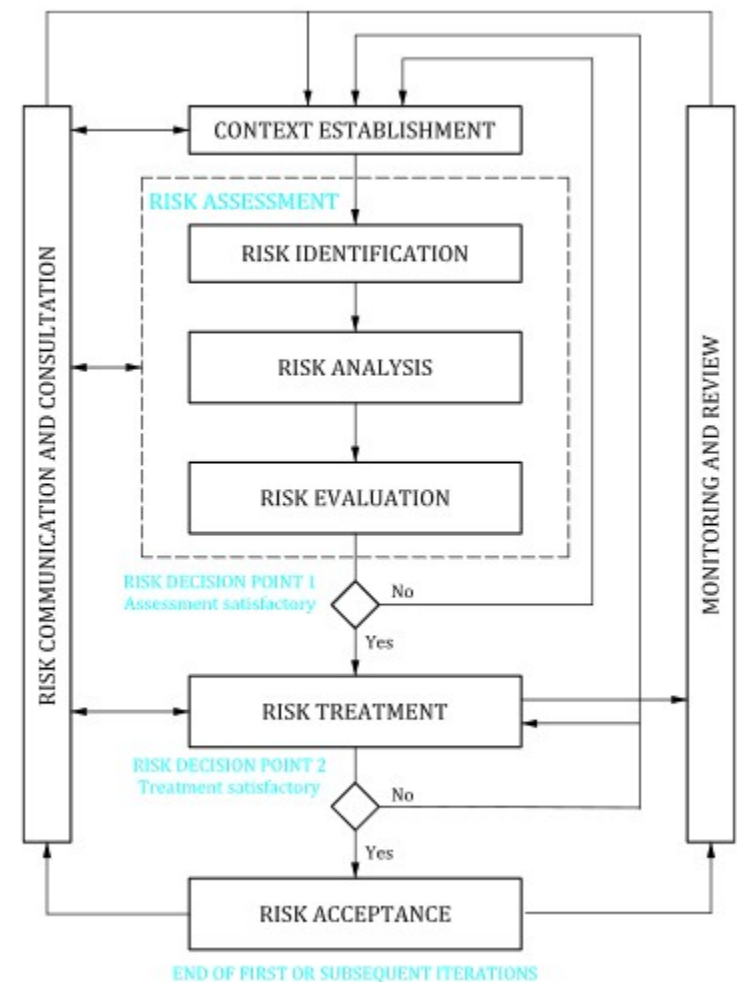 CONTEXT ESTABLISHMENT
RISK ASSESSMENT
RISK IDENTIFICATION
RISK ANALYSIS
RISK EVALUATION
RISK DECISION POINT 1
Assessment satisfactory
No
Yes
RISK TREATMENT
RISK DECISION POINT 2
Treatment satisfactory
No
Yes
RISK ACCEPTANCE
END OF FIRST OR SUBSEQUENT ITERATIONS
RISK COMMUNICATION AND CONSULTATION
MONITORING AND REVIEW